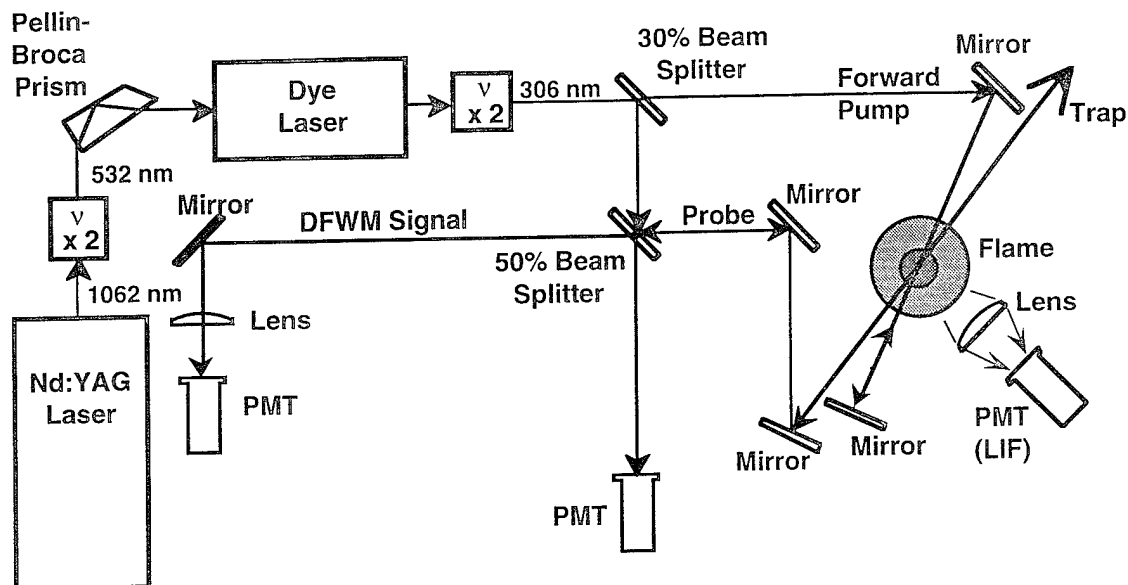 Pellin-
Broca
Prism
Dye
Laser
ν
x 2
306 nm
30% Beam
Splitter
Forward
Pump
Mirror
Trap
532 nm
ν
x 2
1062 nm
Nd:YAG
Laser
Mirror
DFWM Signal
Lens
PMT
50% Beam
Splitter
Probe
Mirror
PMT
Flame
Lens
PMT
(LIF)
Mirror
Mirror